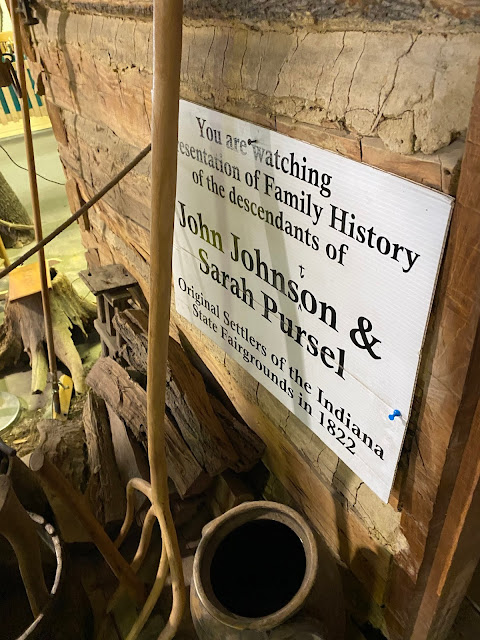 You are watching
resentation of Family History
of the descendants of
John Johnson &
Sarah Pursel
Original Settlers of the Indiana
State Fairgrounds in 1822